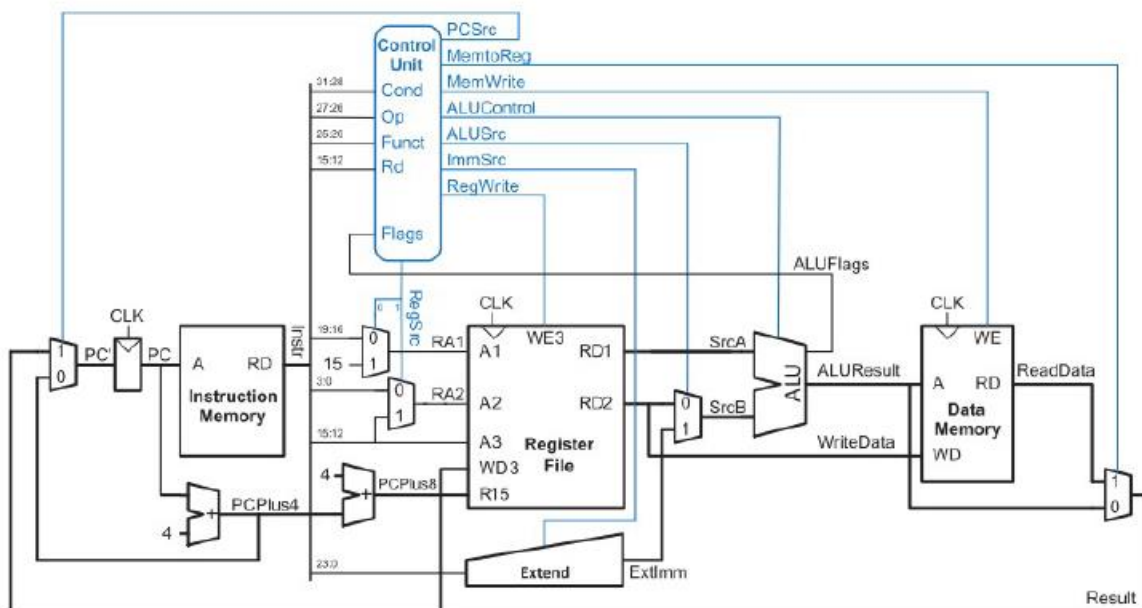 PCSrc
Control Unit
MemtoReg
31:28
Cond
MemWrite
27:26
Op
ALUControl
25:20
Funct
ALUSrc
15:12
Rd
ImmSrc
RegWrite
Flags
ALUFlags
RegSrc
0 1
CLK
CLK
CLK
1
0
PC'
PC
A
RD
Instruction
Memory
Instr
19:16
0
15
1
RA1
A1
WE3
RD1
SrcA
3:0
0
1
RA2
A2
RD2
0
1
SrcB
ALU
ALUResult
WE
A
RD
ReadData
Data
Memory
WriteData
WD
15:12
A3
Register
File
WD3
R15
4
+
PCPlus8
PCPlus4
+
4
1
0
23:0
Extend
ExtImm
Result